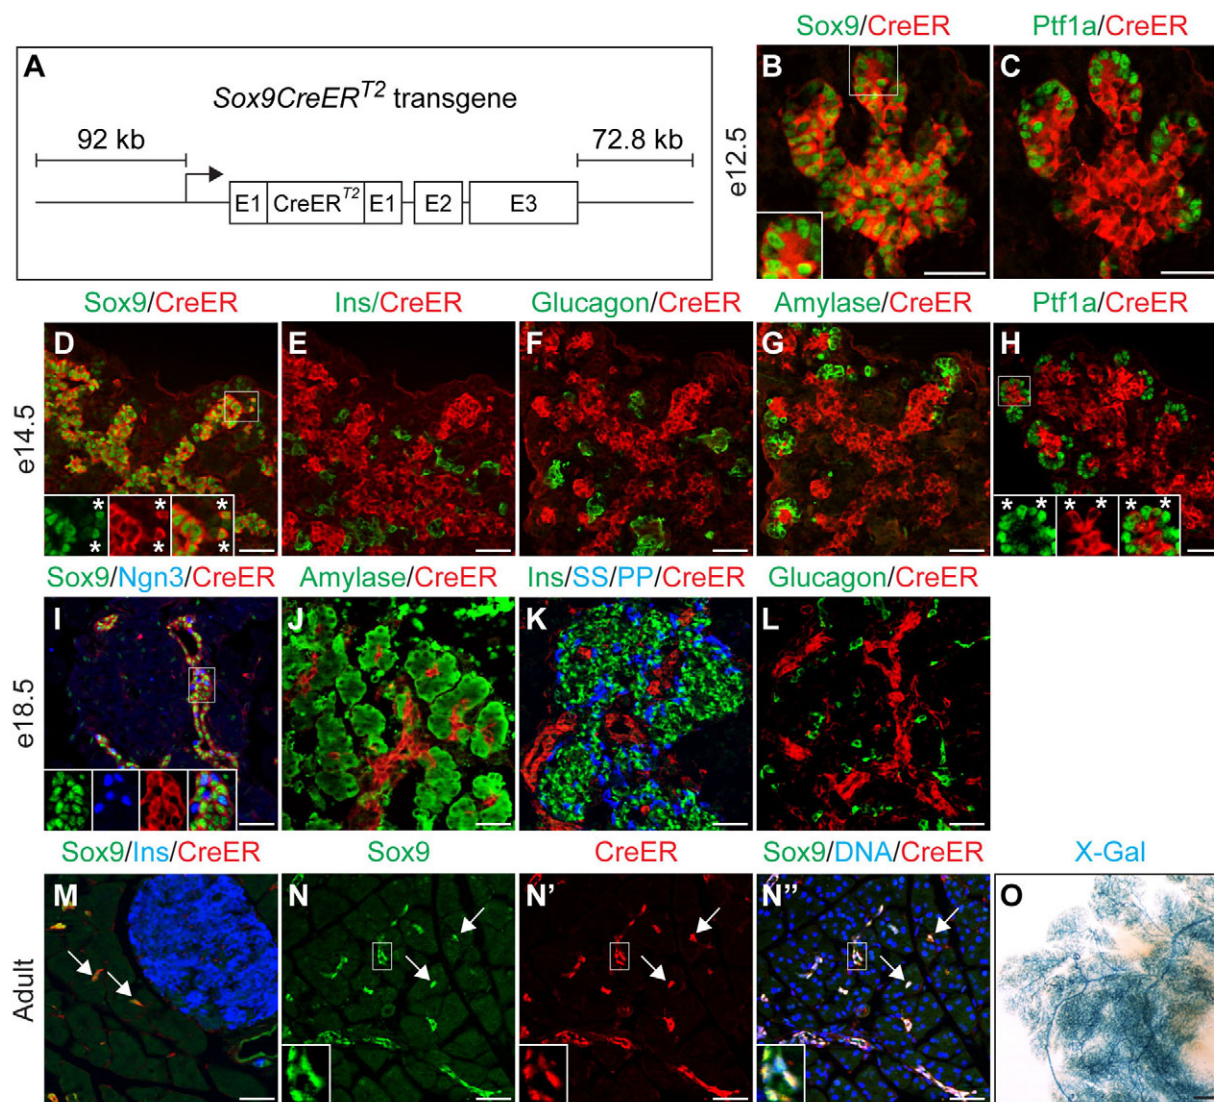 A
Sox9CreER^T2 transgene
92 kb
72.8 kb
E1 CreER^T2 E1 E2 E3
Sox9/CreER
Ptf1a/CreER
B
C
e12.5
Sox9/CreER
Ins/CreER
Glucagon/CreER
Amylase/CreER
Ptf1a/CreER
D
E
F
G
H
e14.5
* * *
* * *
* * * * * *
Sox9/Ngn3/CreER
Amylase/CreER
Ins/SS/PP/CreER
Glucagon/CreER
I
J
K
L
e18.5
Sox9/Ins/CreER
Sox9
CreER
Sox9/DNA/CreER
X-Gal
M
N
N'
N''
O
Adult